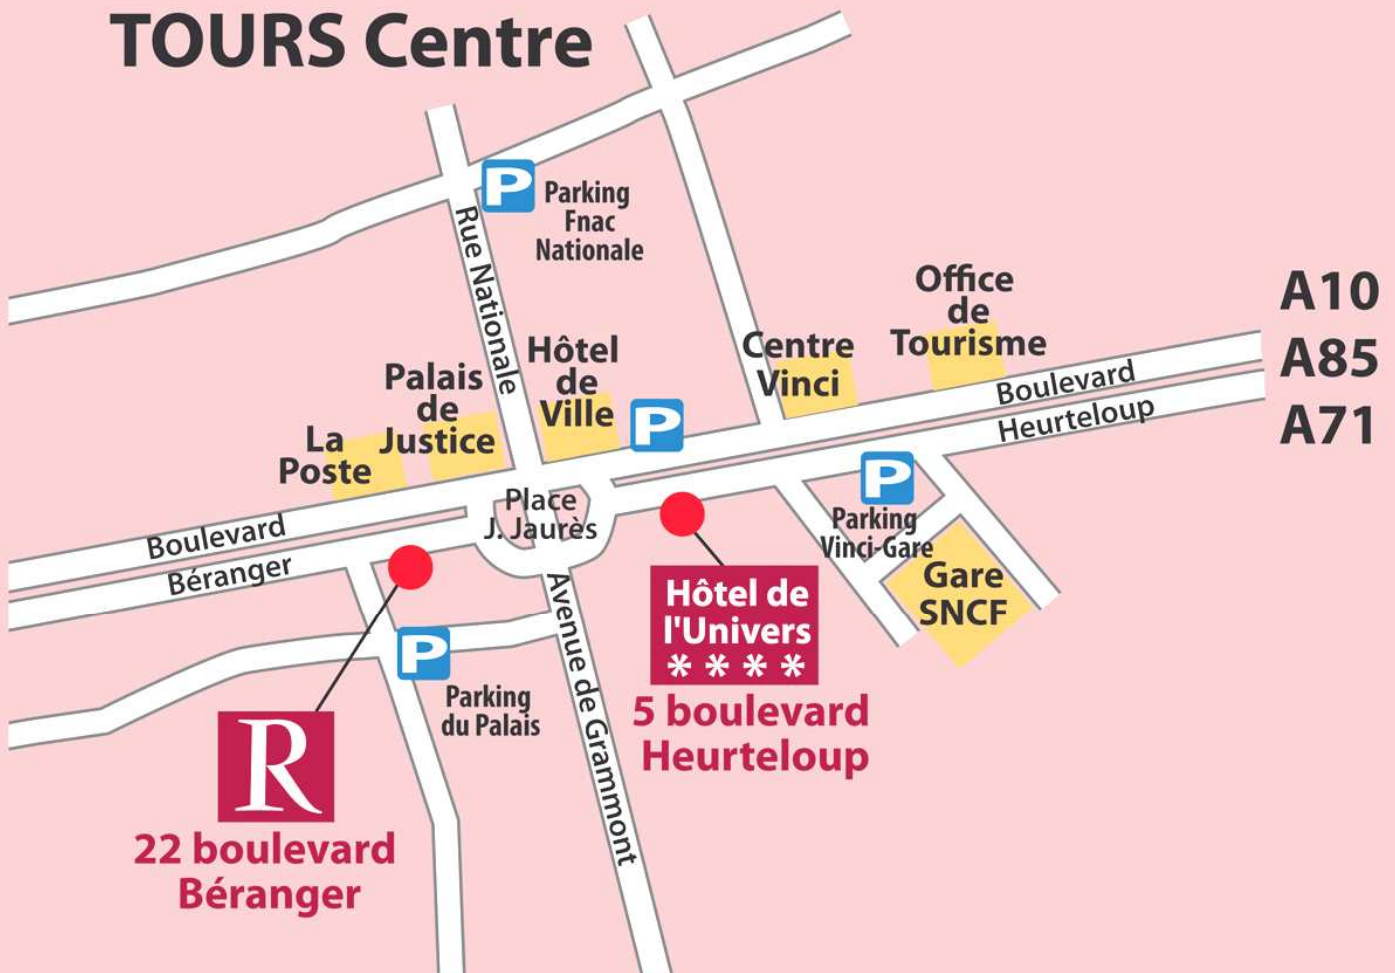 TOURS Centre
P
Parking
Fnac
Nationale
Rue Nationale
Office
de
Tourisme
A10
A85
A71
Centre
Vinci
Hôtel
de
Ville
P
Palais
de
Justice
La
Poste
Boulevard
Heurteloup
Place
J. Jaurès
P
Parking
Vinci-Gare
Gare
SNCF
Boulevard
Béranger
Hôtel de
l'Univers
* * * *
5 boulevard
Heurteloup
Avenue de Grammont
P
Parking
du Palais
R
22 boulevard
Béranger